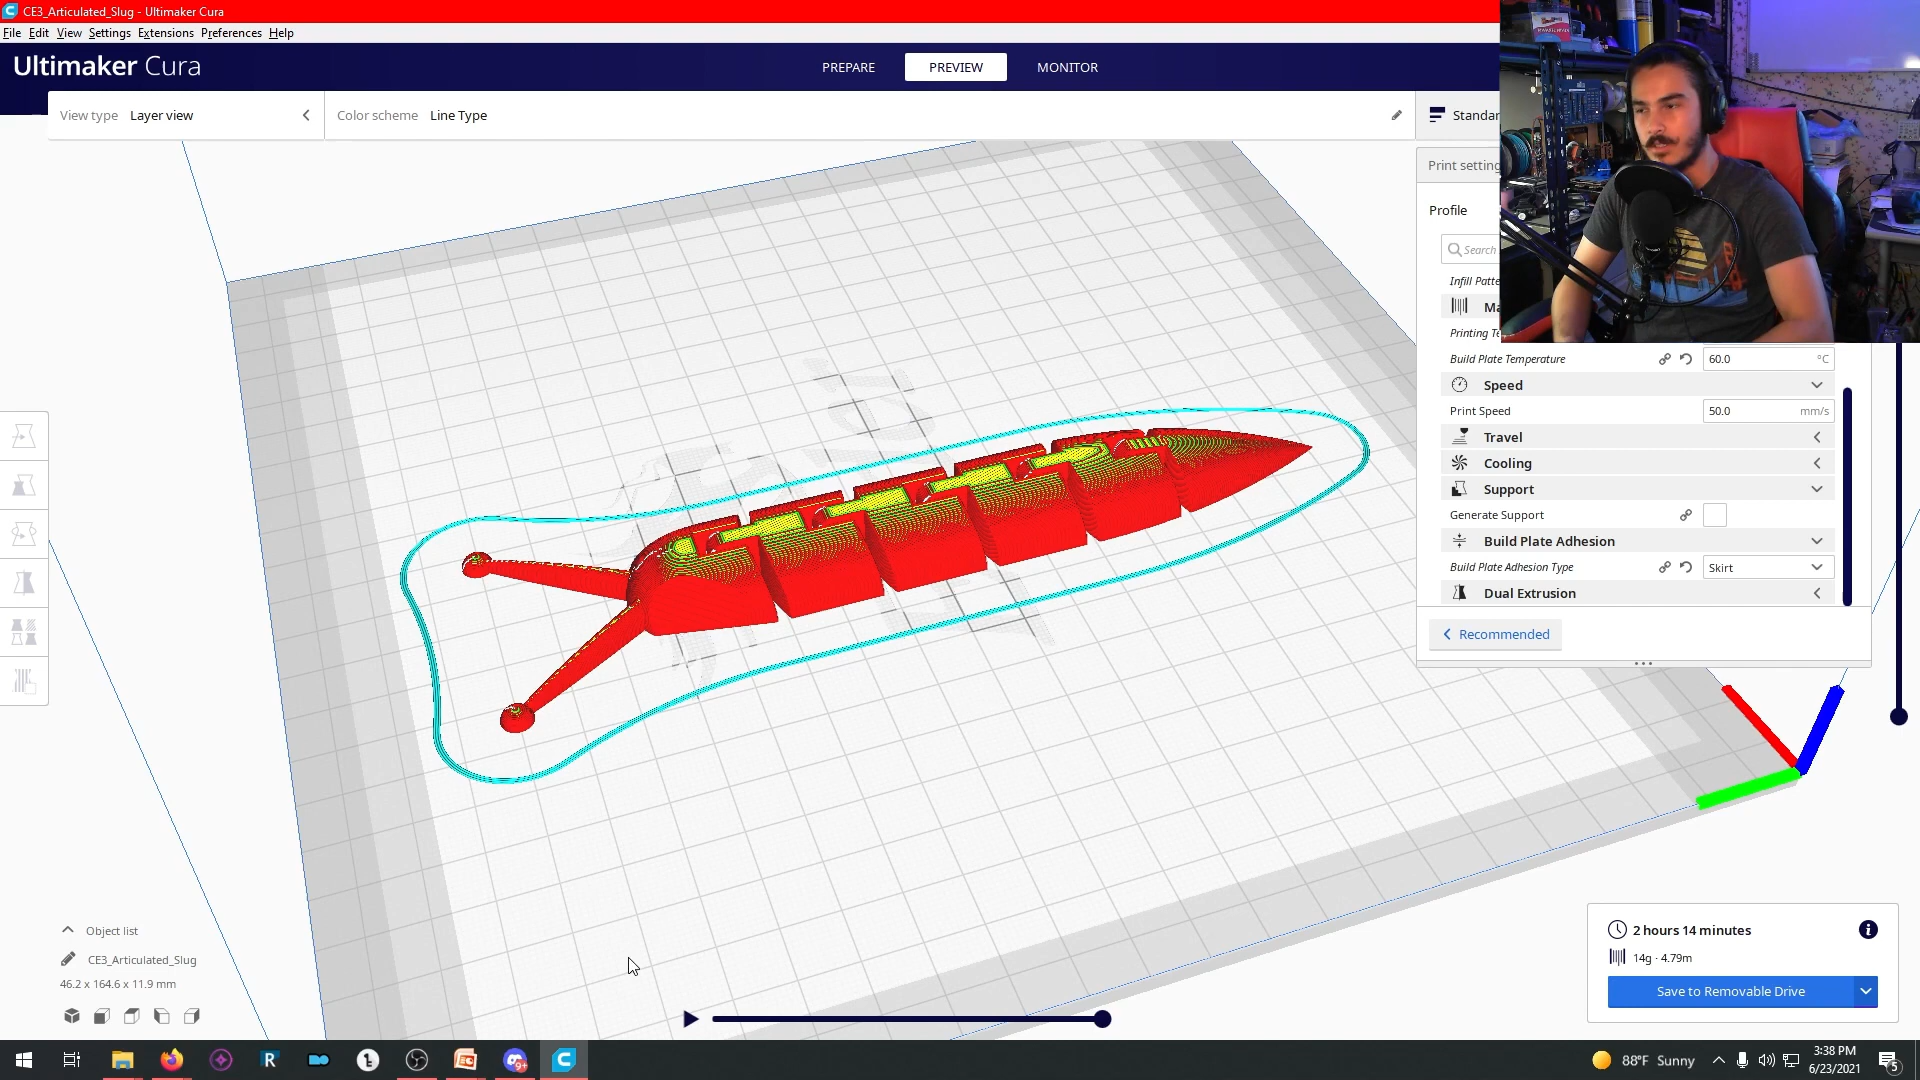 CE3_Articulated_Slug - Ultimaker Cura
File Edit View Settings Extensions Preferences Help
Ultimaker Cura
PREPARE
PREVIEW
MONITOR
View type Layer view
Color scheme Line Type
Standar
Print setting
Profile
Search
Infill Patte
Ma
Printing Te
Build Plate Temperature 60.0 °C
Speed
Print Speed 50.0 mm/s
Travel
Cooling
Support
Generate Support
Build Plate Adhesion
Build Plate Adhesion Type Skirt
Dual Extrusion
Recommended
Object list
CE3_Articulated_Slug
46.2 x 164.6 x 11.9 mm
2 hours 14 minutes
14g · 4.79m
Save to Removable Drive
88°F Sunny
3:38 PM
6/23/2021
R
9+
5